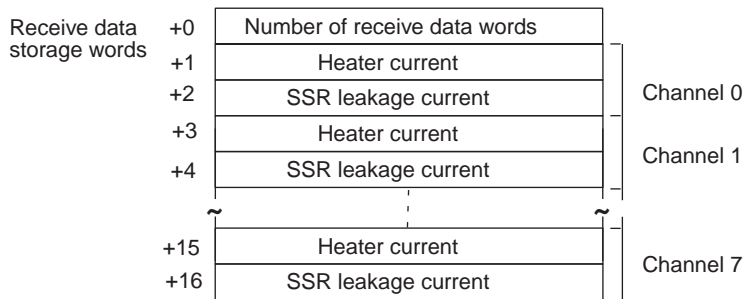 Receive data
storage words
+0 Number of receive data words
+1 Heater current
+2 SSR leakage current
Channel 0
+3 Heater current
+4 SSR leakage current
Channel 1
~ ~
+15 Heater current
+16 SSR leakage current
Channel 7